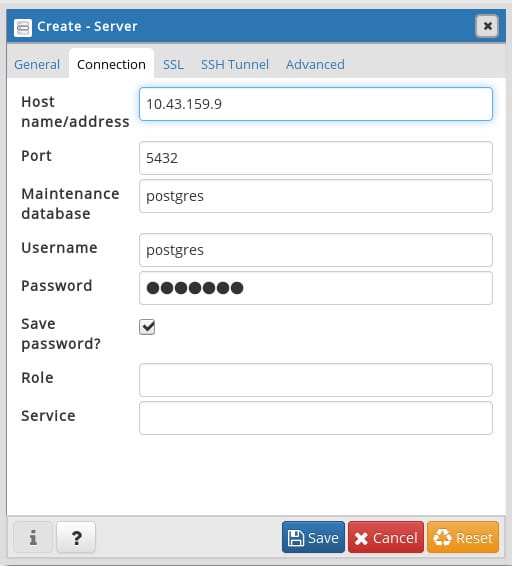 Create - Server
General Connection SSL SSH Tunnel Advanced
Host
name/address
10.43.159.9
Port
5432
Maintenance
database
postgres
Username
postgres
Password
●●●●●●●
Save
password?
Role
Service
i ? Save Cancel Reset